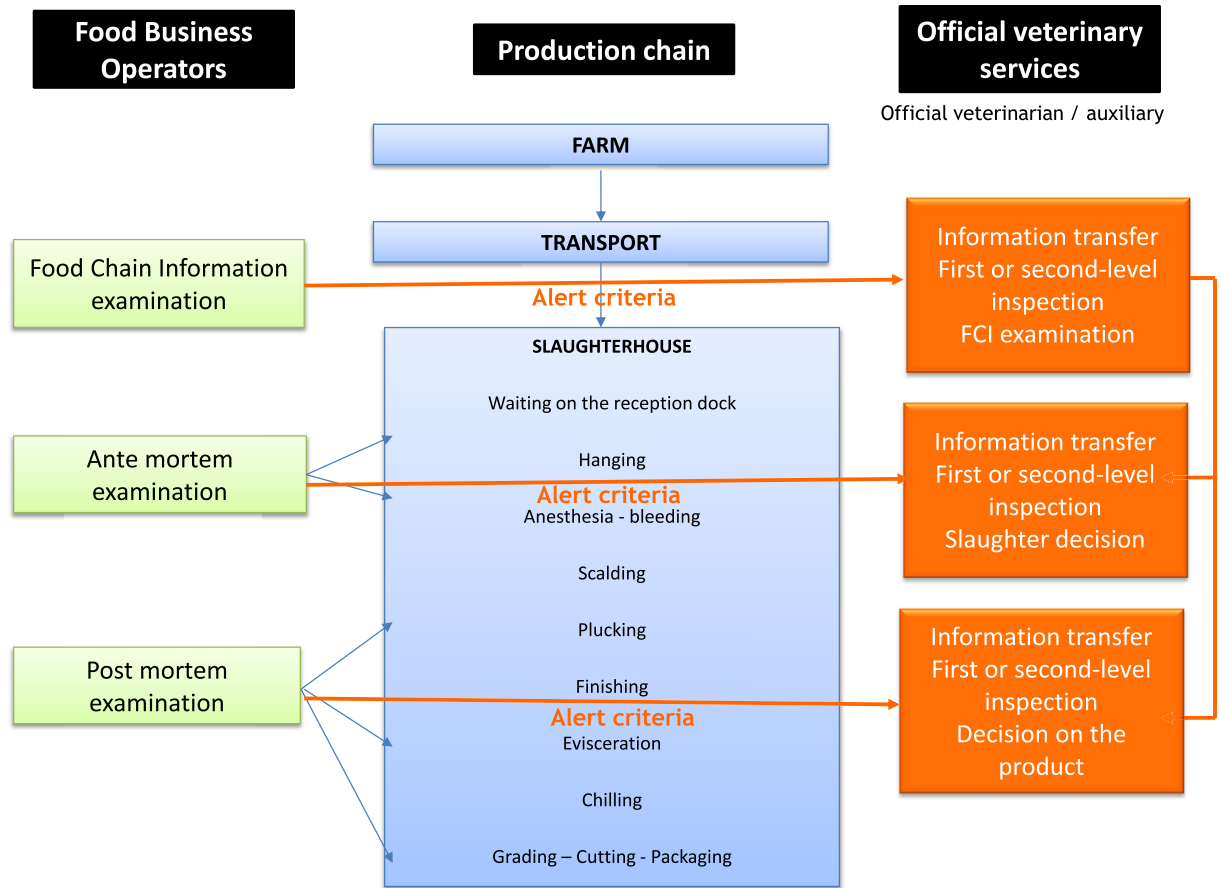 Food Business
Operators
Production chain
Official veterinary
services
Official veterinarian / auxiliary
FARM
TRANSPORT
Food Chain Information
examination
Alert criteria
Information transfer
First or second-level
inspection
FCI examination
SLAUGHTERHOUSE
Waiting on the reception dock
Ante mortem
examination
Hanging
Alert criteria
Anesthesia - bleeding
Information transfer
First or second-level
inspection
Slaughter decision
Scalding
Plucking
Post mortem
examination
Finishing
Alert criteria
Evisceration
Information transfer
First or second-level
inspection
Decision on the
product
Chilling
Grading – Cutting - Packaging